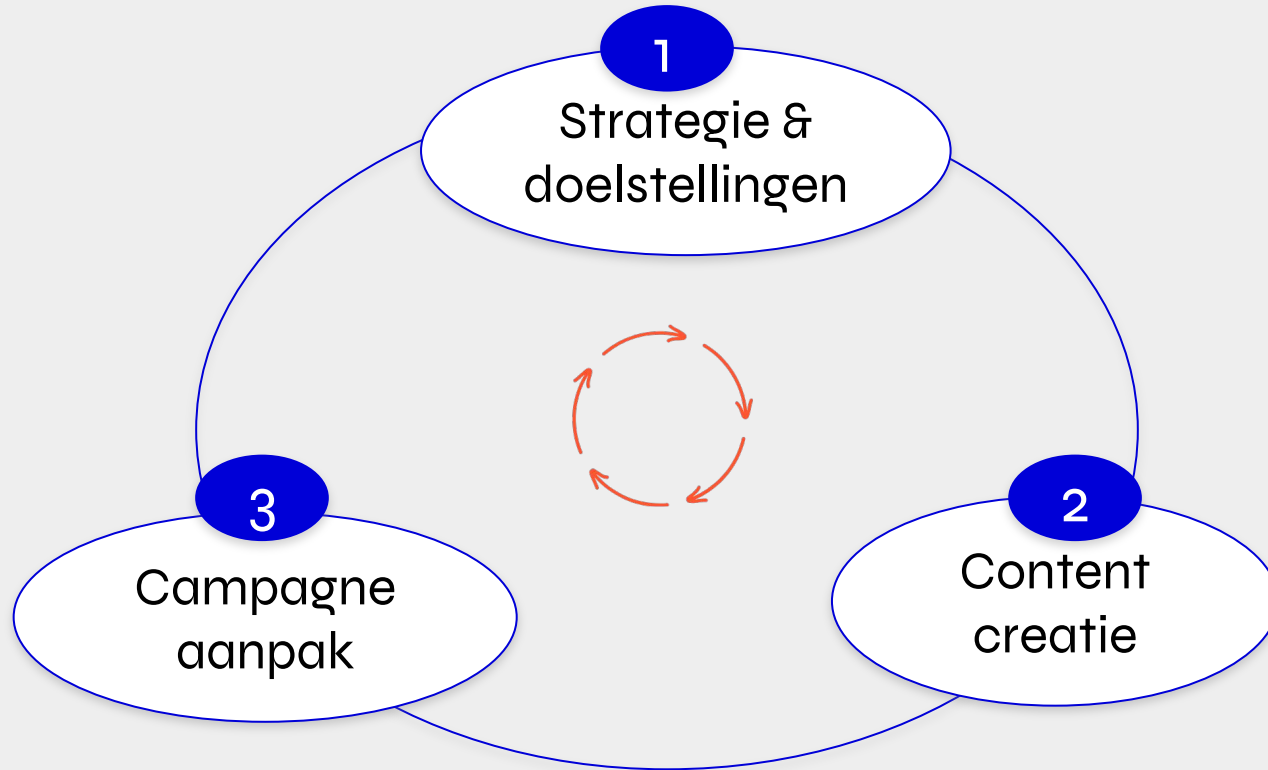 1
Strategie &
doelstellingen
2
Content
creatie
3
Campagne
aanpak